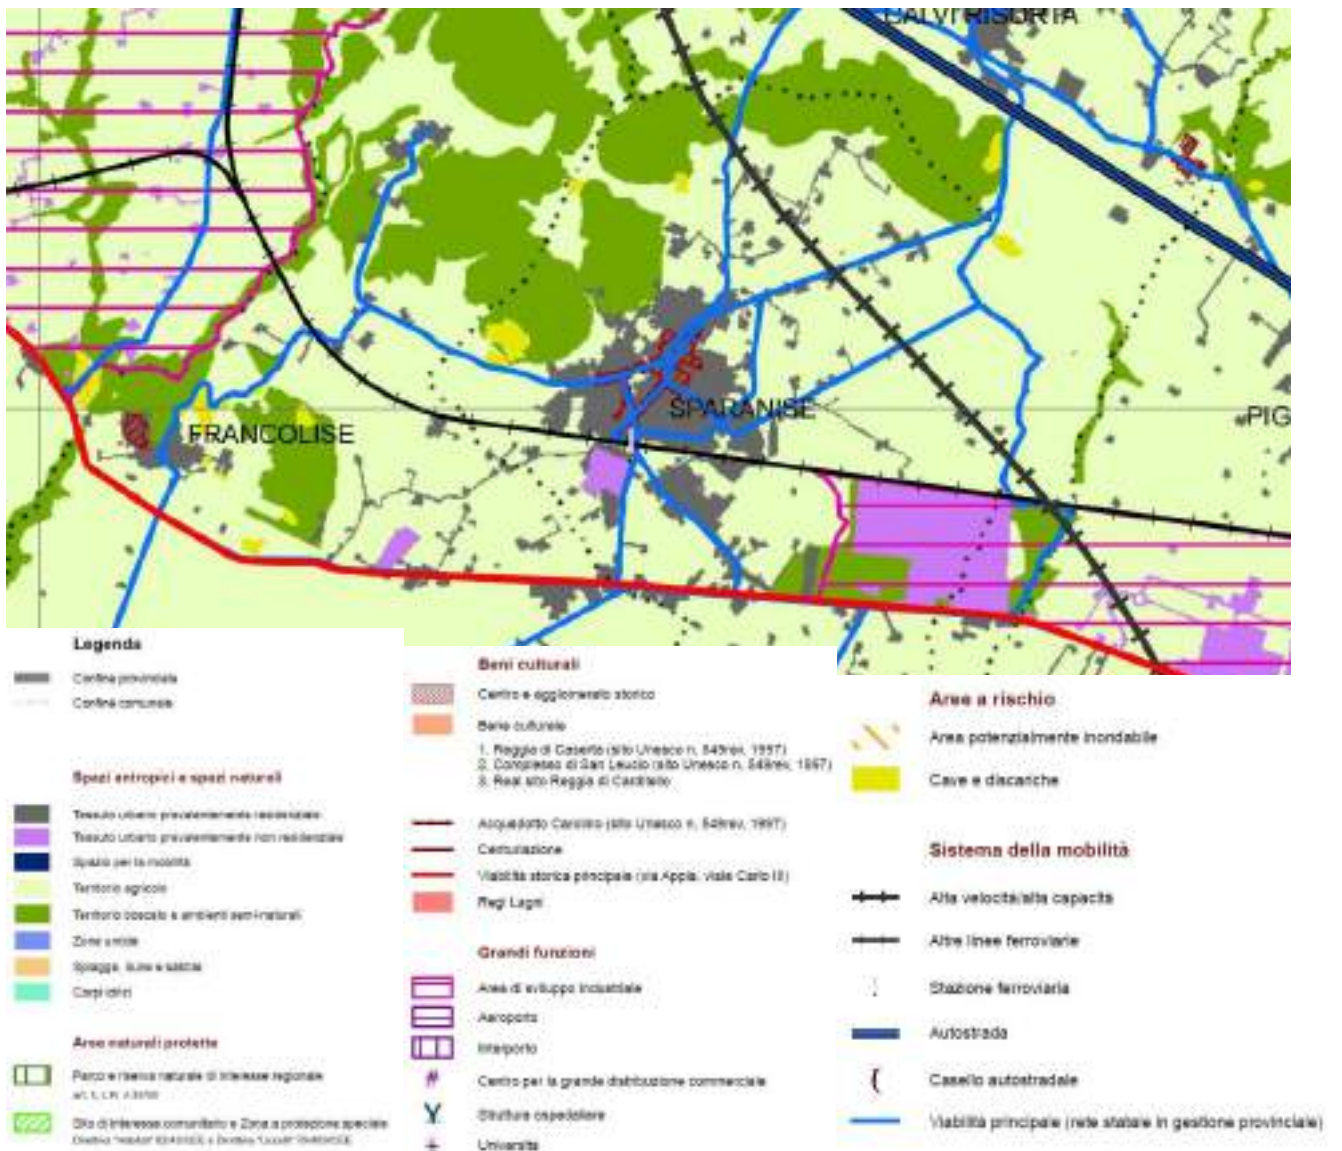 CALVI RISORTA
SPARANISE
PIG
FRANCOLISE
Legenda
Confine provinciale
Confine comunale
Spazi antropici e spazi naturali
Tessuto urbano prevalentemente residenziale
Tessuto urbano prevalentemente non residenziale
Spazio per la mobilità
Territorio agricolo
Territorio boscato e ambienti semi-naturali
Zone umide
Spiagge, dune e sabbie
Corpi idrici
Aree naturali protette
Parco e riserva naturale di interesse regionale
Sito di interesse comunitario e Zona a protezione speciale
Beni culturali
Centro e agglomerato storico
Bene culturale
1. Reggia di Caserta (sito Unesco n. 549rev, 1997)
2. Complesso di San Leucio (sito Unesco n. 549rev, 1997)
3. Real sito Reggia di Carditello
Acquedotto Carolino (sito Unesco n. 549rev, 1997)
Centuriazione
Viabilità storica principale (via Appia, viale Carlo III)
Regi Lagni
Grandi funzioni
Area di sviluppo industriale
Aeroporto
Interporto
Centro per la grande distribuzione commerciale
Strutture ospedaliere
Università
Aree a rischio
Area potenzialmente inondabile
Cave e discariche
Sistema della mobilità
Alta velocità/alta capacità
Altre linee ferroviarie
Stazione ferroviaria
Autostrada
Casello autostradale
Viabilità principale (rete statale in gestione provinciale)